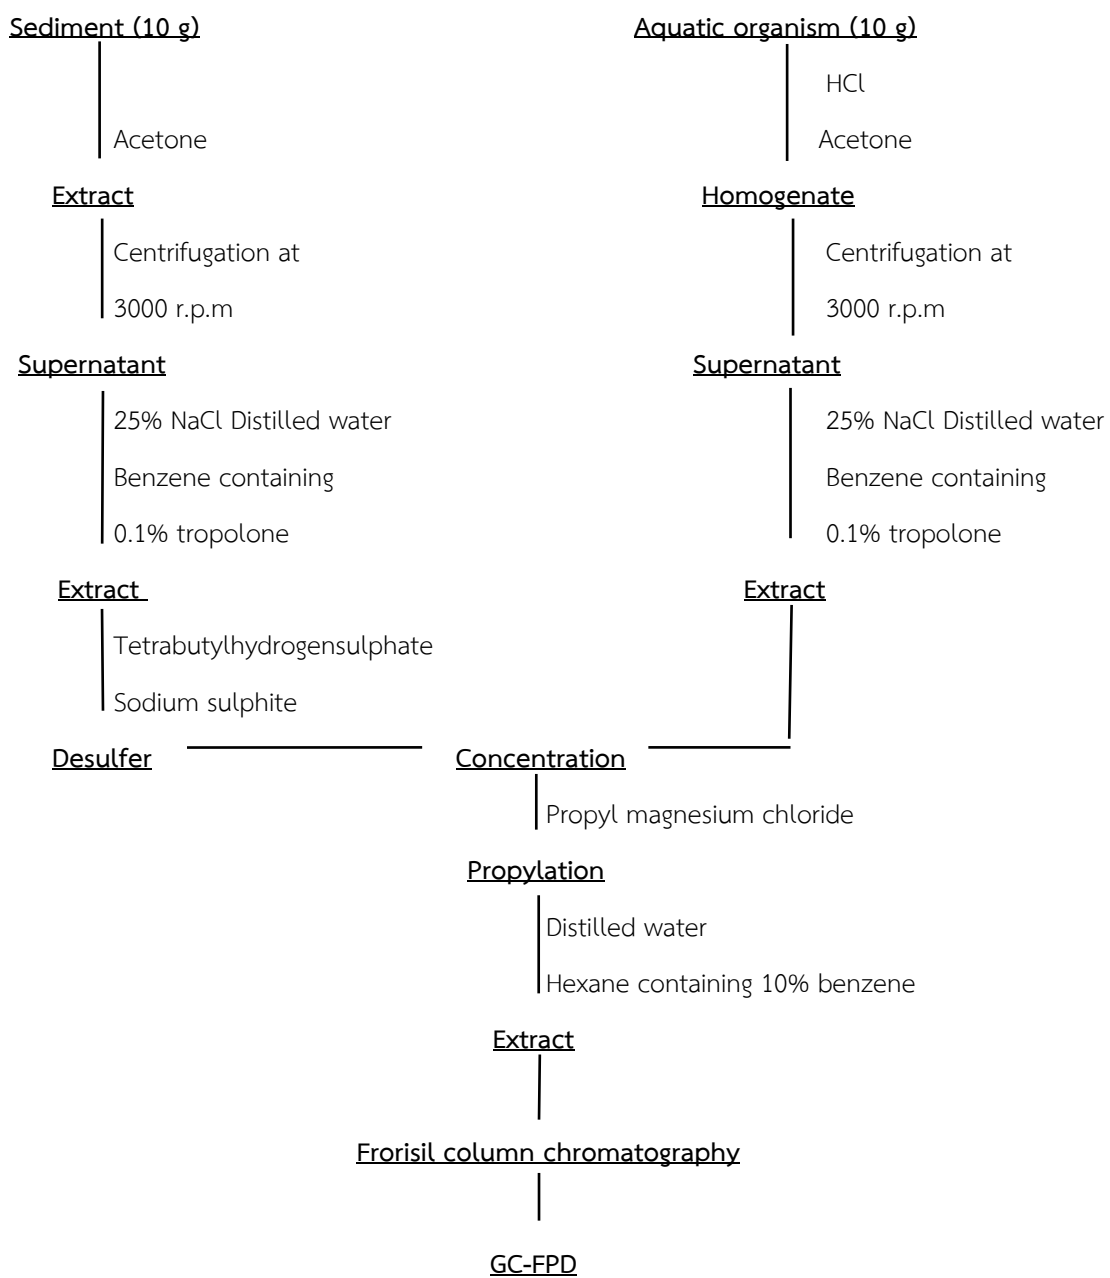 Sediment (10 g)
Aquatic organism (10 g)
HCl
Acetone
Acetone
Extract
Homogenate
Centrifugation at
Centrifugation at
3000 r.p.m
3000 r.p.m
Supernatant
Supernatant
25% NaCl Distilled water
25% NaCl Distilled water
Benzene containing
Benzene containing
0.1% tropolone
0.1% tropolone
Extract
Extract
Tetrabutylhydrogensulphate
Sodium sulphite
Desulfer
Concentration
Propyl magnesium chloride
Propylation
Distilled water
Hexane containing 10% benzene
Extract
Frorisil column chromatography
GC-FPD